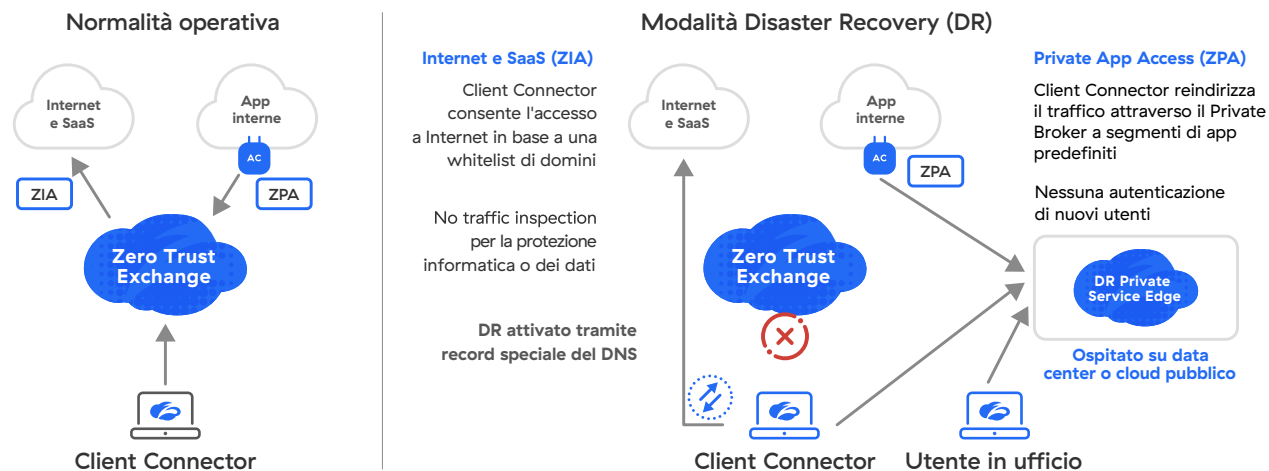 Normalità operativa
Internet
e SaaS
App
interne
AC
ZIA
ZPA
Zero Trust
Exchange
Client Connector
Modalità Disaster Recovery (DR)
Internet e SaaS (ZIA)
Client Connector
consente l'accesso
a Internet in base a una
whitelist di domini
No traffic inspection
per la protezione
informatica o dei dati
DR attivato tramite
record speciale del DNS
Internet
e SaaS
App
interne
AC
ZPA
Zero Trust
Exchange
Client Connector
Utente in ufficio
Private App Access (ZPA)
Client Connector reindirizza
il traffico attraverso il Private
Broker a segmenti di app
predefiniti
Nessuna autenticazione
di nuovi utenti
DR Private
Service Edge
Ospitato su data
center o cloud pubblico